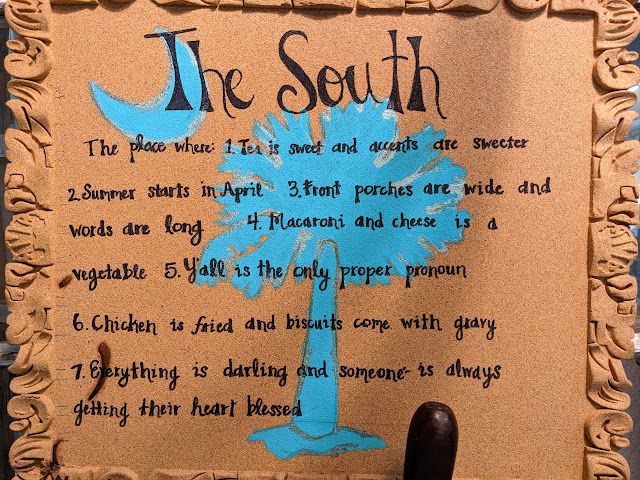 The South
The place where: 1. Tea is sweet and accents are sweeter
2. Summer starts in April 3. Front porches are wide and
words are long 4. Macaroni and cheese is a
vegetable 5. Y'all is the only proper pronoun
6. Chicken is fried and biscuits come with gravy
7. Everything is darling and someone is always
getting their heart blessed